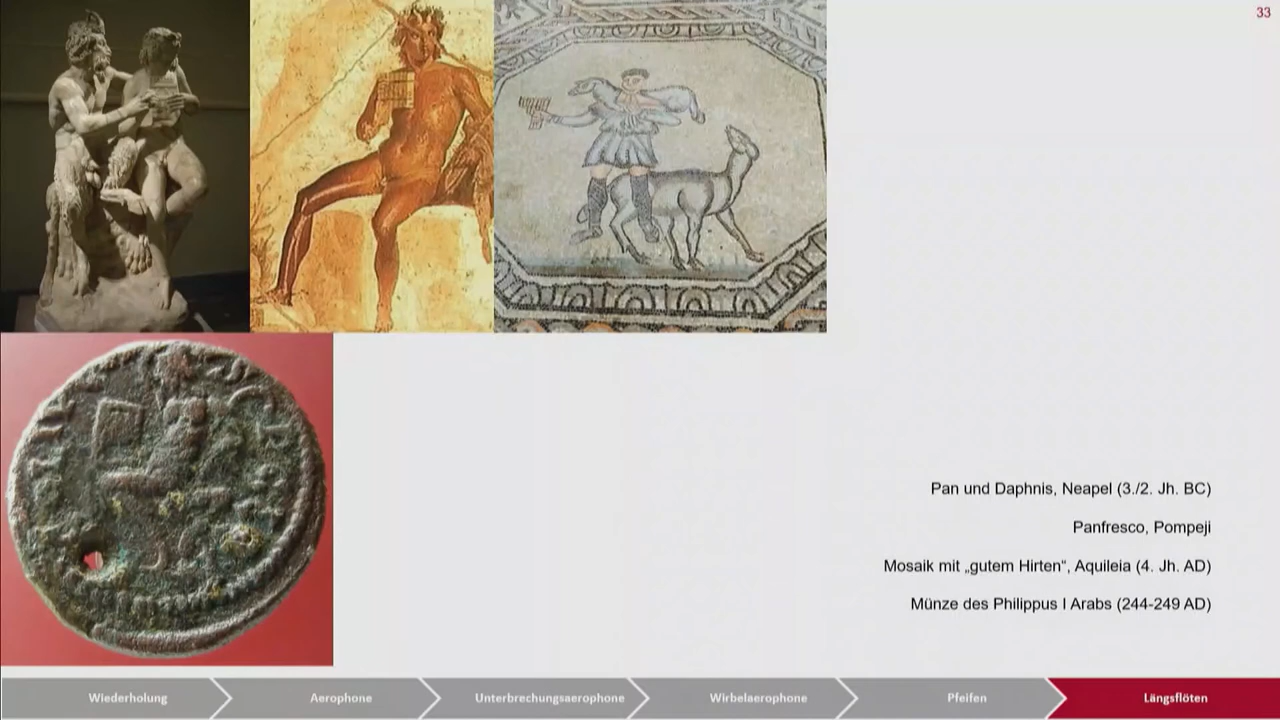 33
Pan und Daphnis, Neapel (3./2. Jh. BC)
Panfresco, Pompeji
Mosaik mit „gutem Hirten“, Aquileia (4. Jh. AD)
Münze des Philippus I Arabs (244-249 AD)
Wiederholung
Aerophone
Unterbrechungsaerophone
Wirbelaerophone
Pfeifen
Längsflöten